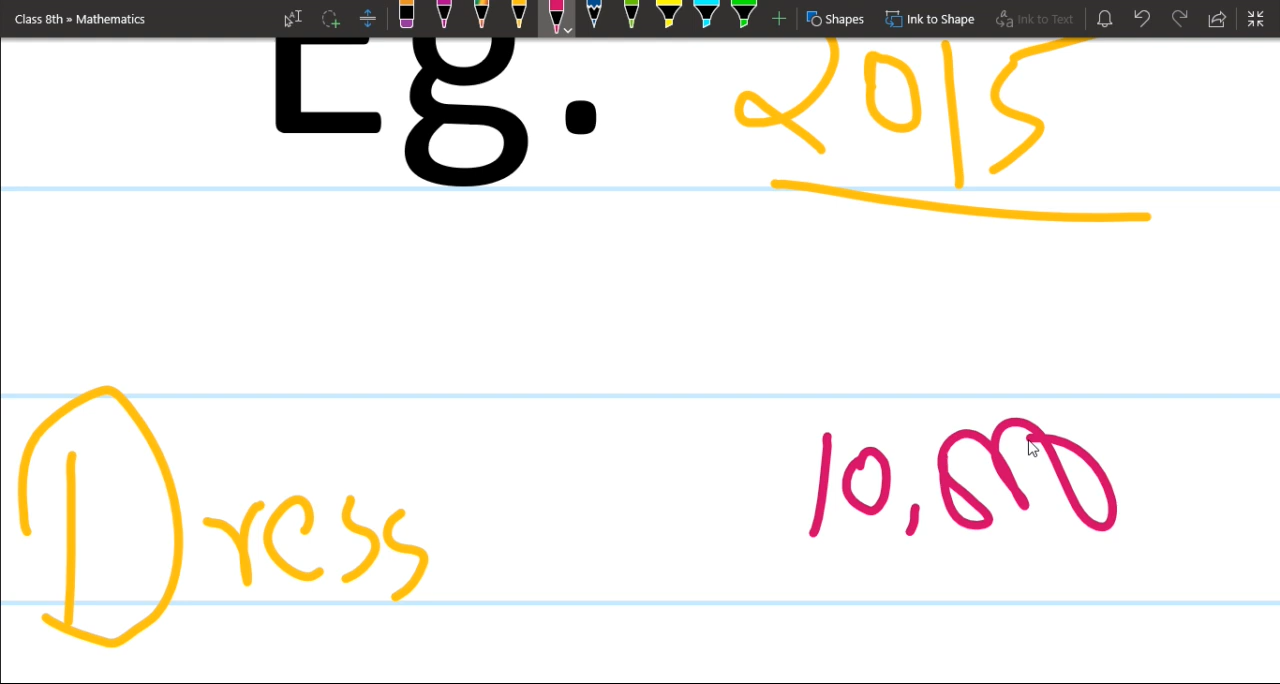 Class 8th » Mathematics
Shapes Ink to Shape Ink to Text
Eg. 2015
Dress 10,000